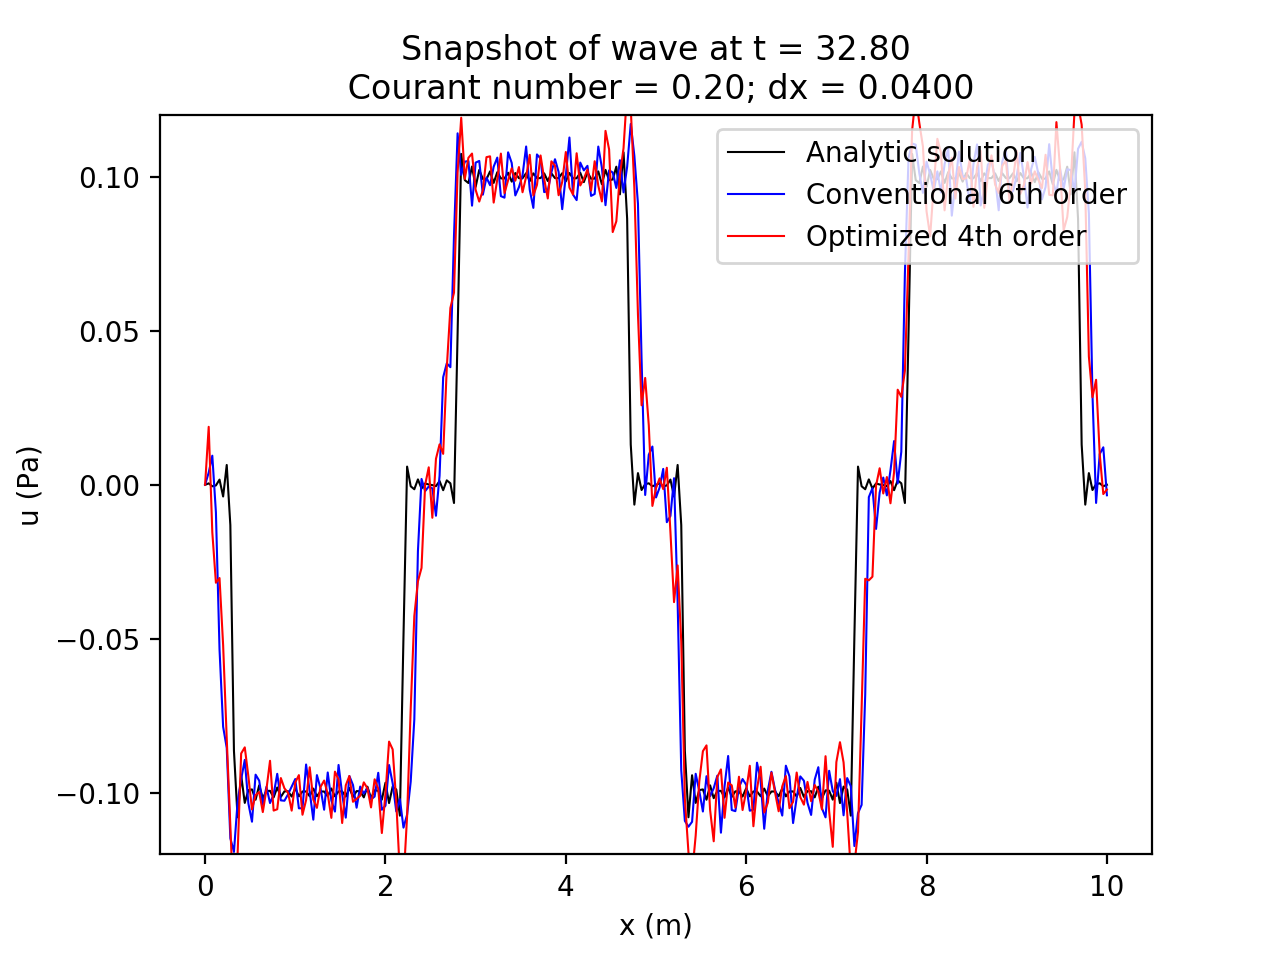 Snapshot of wave at t = 32.80
Courant number = 0.20; dx = 0.0400
Analytic solution
Conventional 6th order
Optimized 4th order
u (Pa)
0.10
0.05
0.00
−0.05
−0.10
0 2 4 6 8 10
x (m)